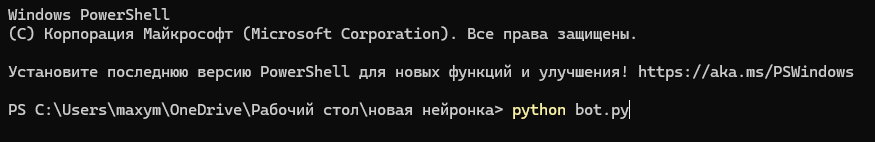 Windows PowerShell
(C) Корпорация Майкрософт (Microsoft Corporation). Все права защищены.
Установите последнюю версию PowerShell для новых функций и улучшения! https://aka.ms/PSWindows
PS C:\Users\maxym\OneDrive\Рабочий стол\новая нейронка> python bot.py